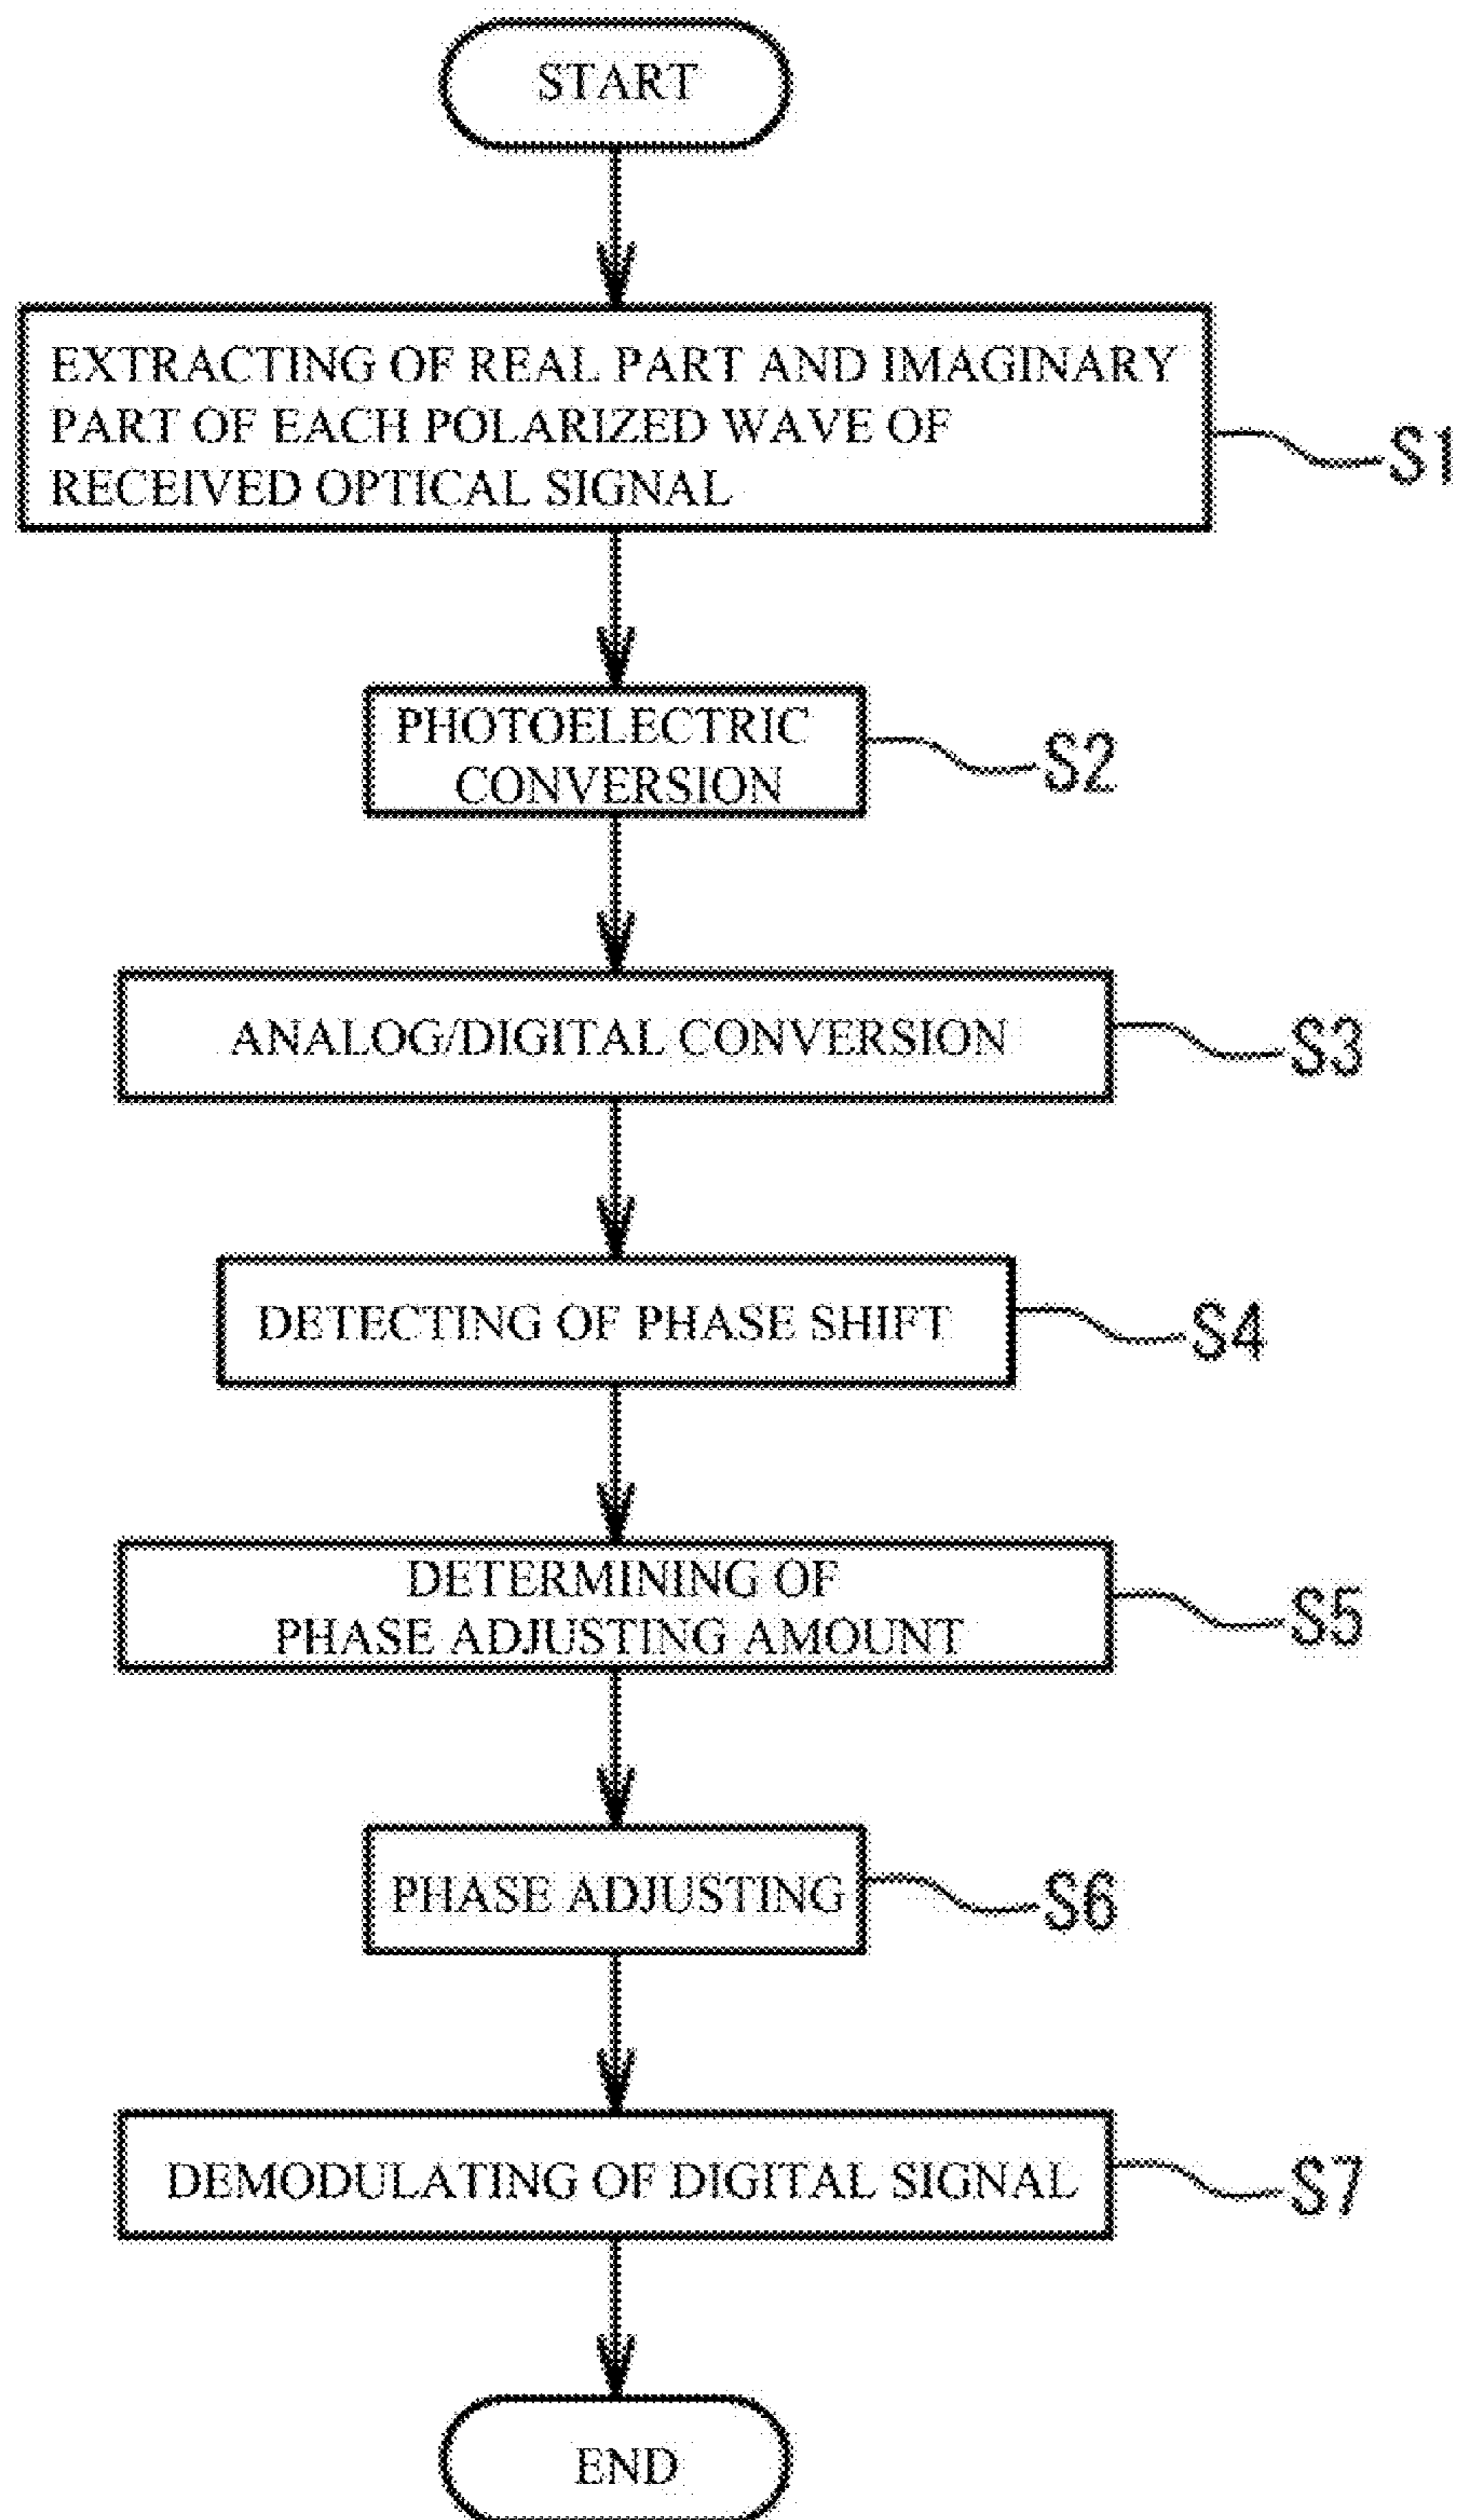 START
EXTRACTING OF REAL PART AND IMAGINARY
PART OF EACH POLARIZED WAVE OF
RECEIVED OPTICAL SIGNAL
S1
PHOTOELECTRIC
CONVERSION
S2
ANALOG/DIGITAL CONVERSION
S3
DETECTING OF PHASE SHIFT
S4
DETERMINING OF
PHASE ADJUSTING AMOUNT
S5
PHASE ADJUSTING
S6
DEMODULATING OF DIGITAL SIGNAL
S7
END